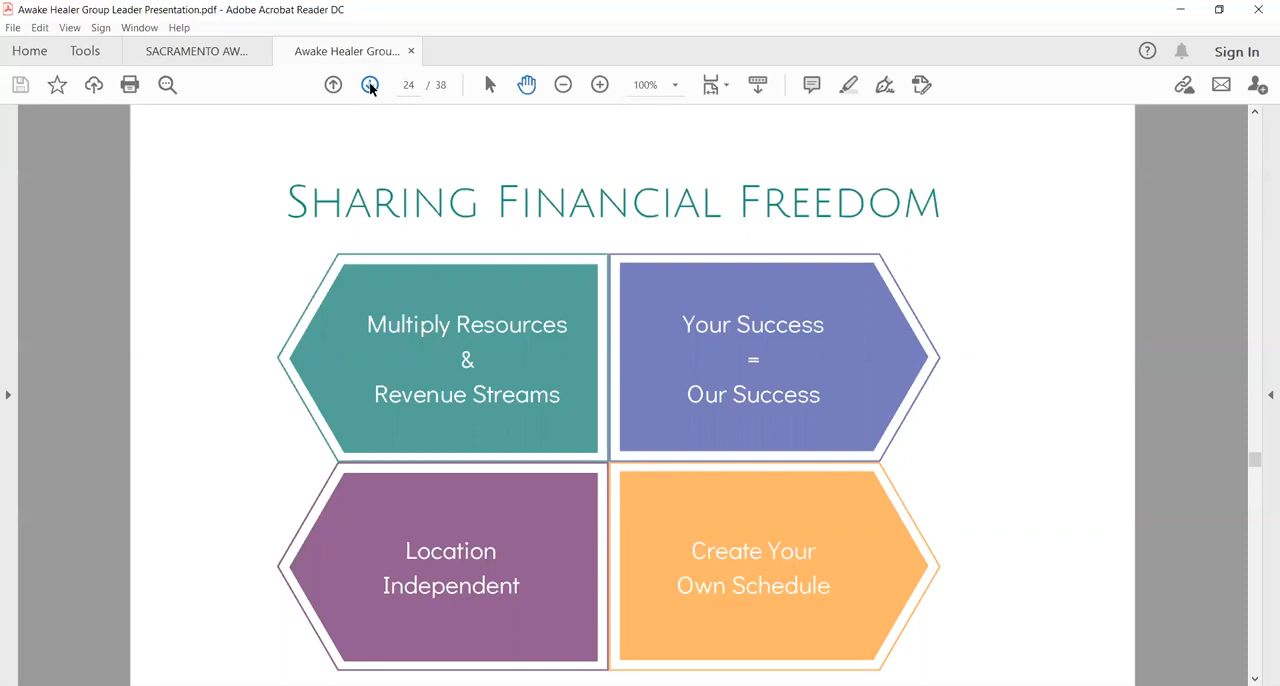 Awake Healer Group Leader Presentation.pdf - Adobe Acrobat Reader DC
File Edit View Sign Window Help
Home Tools SACRAMENTO AW... Awake Healer Grou... × Sign In
24 / 38 100%
SHARING FINANCIAL FREEDOM
Multiply Resources
&
Revenue Streams
Your Success
=
Our Success
Location
Independent
Create Your
Own Schedule